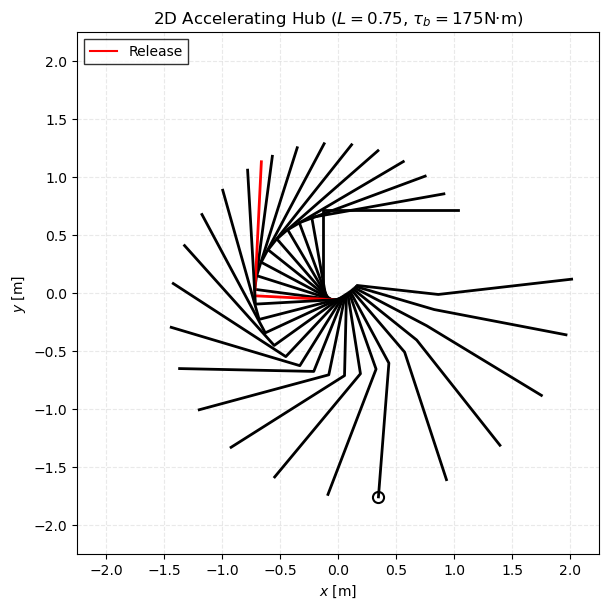 2D Accelerating Hub (L = 0.75, τ_b = 175N·m)
Release
y [m]
2.0
1.5
1.0
0.5
0.0
−0.5
−1.0
−1.5
−2.0
−2.0 −1.5 −1.0 −0.5 0.0 0.5 1.0 1.5 2.0
x [m]